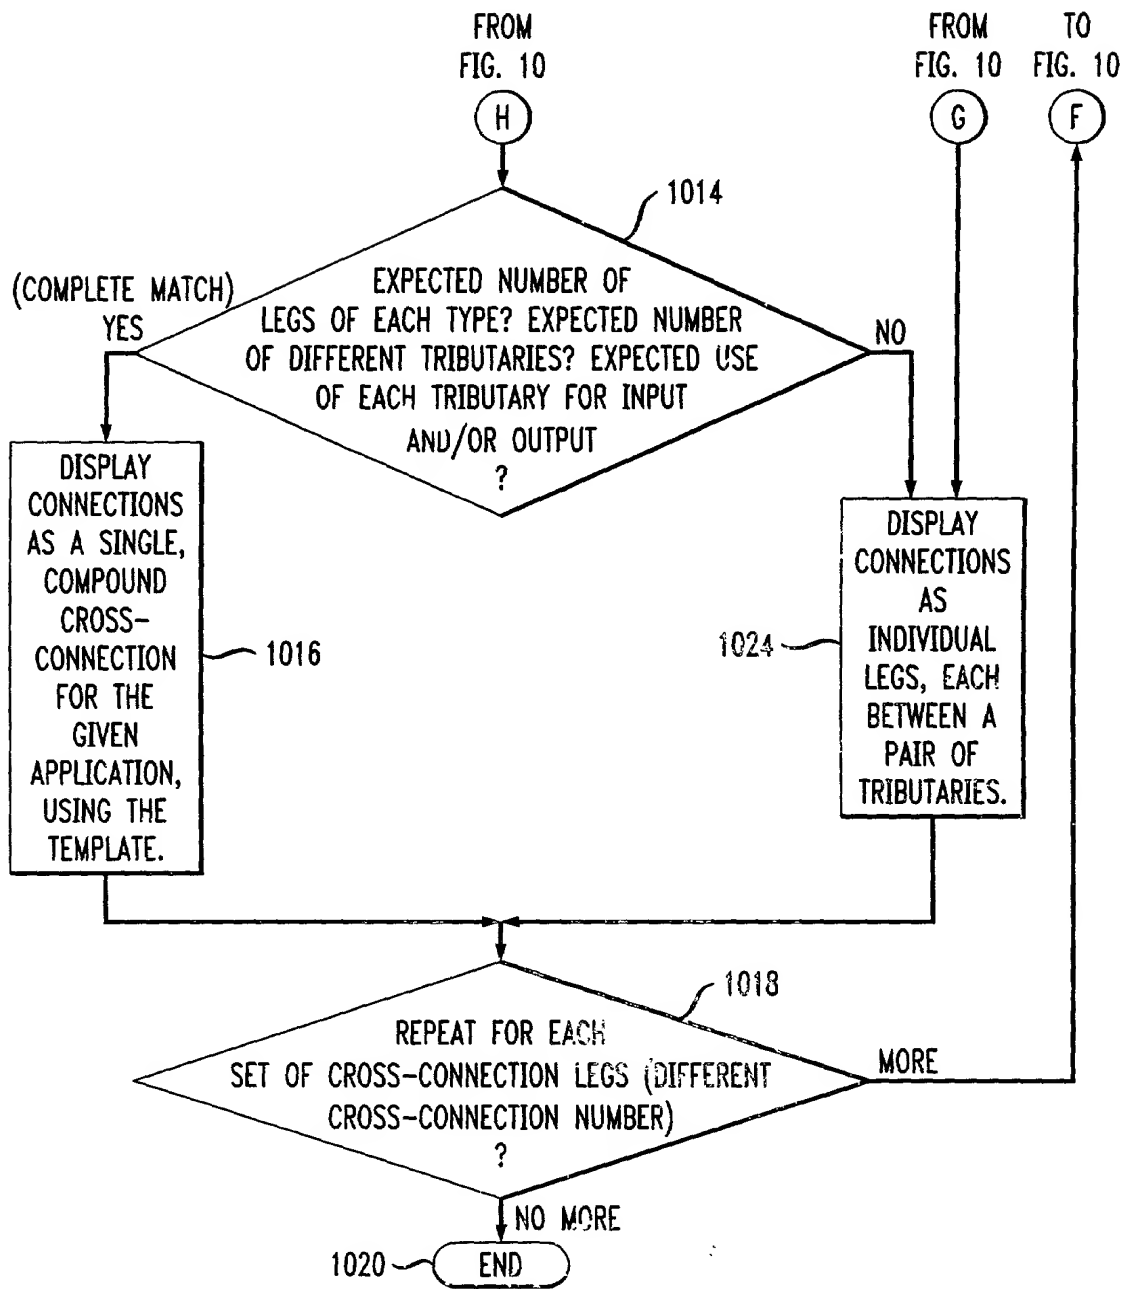 FROM
FIG. 10
H
FROM
FIG. 10
G
TO
FIG. 10
F
1014
EXPECTED NUMBER OF
LEGS OF EACH TYPE? EXPECTED NUMBER
OF DIFFERENT TRIBUTARIES? EXPECTED USE
OF EACH TRIBUTARY FOR INPUT
AND/OR OUTPUT
?
(COMPLETE MATCH)
YES
NO
DISPLAY
CONNECTIONS
AS A SINGLE,
COMPOUND
CROSS-
CONNECTION
FOR THE
GIVEN
APPLICATION,
USING THE
TEMPLATE.
1016
1024
DISPLAY
CONNECTIONS
AS
INDIVIDUAL
LEGS, EACH
BETWEEN A
PAIR OF
TRIBUTARIES.
1018
REPEAT FOR EACH
SET OF CROSS-CONNECTION LEGS (DIFFERENT
CROSS-CONNECTION NUMBER)
?
MORE
NO MORE
1020
END